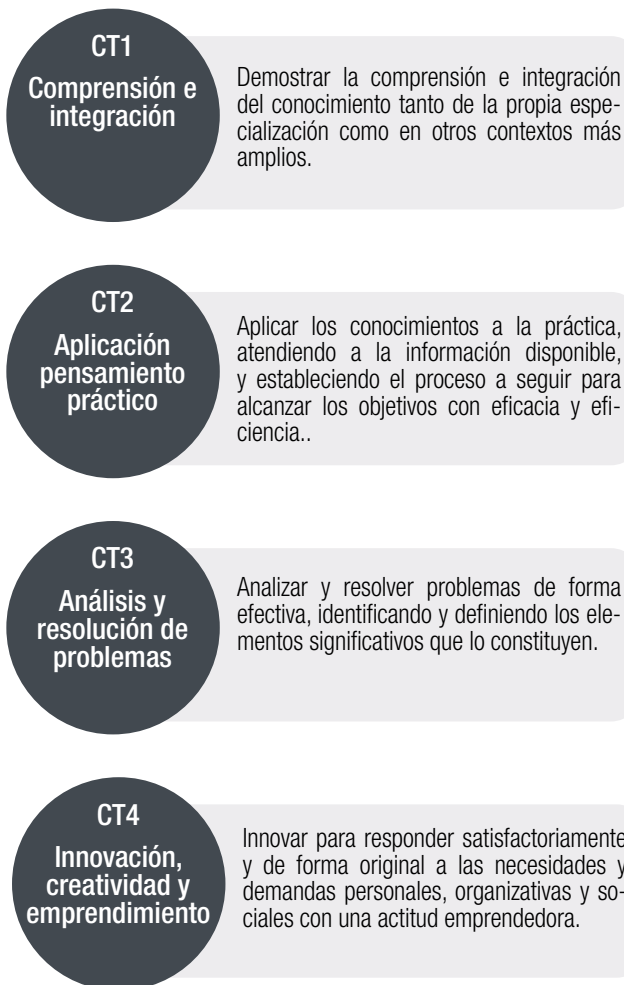 CT1
Comprensión e
integración
Demostrar la comprensión e integración
del conocimiento tanto de la propia espe-
cialización como en otros contextos más
amplios.
CT2
Aplicación
pensamiento
práctico
Aplicar los conocimientos a la práctica,
atendiendo a la información disponible,
y estableciendo el proceso a seguir para
alcanzar los objetivos con eficacia y efi-
ciencia..
CT3
Análisis y
resolución de
problemas
Analizar y resolver problemas de forma
efectiva, identificando y definiendo los ele-
mentos significativos que lo constituyen.
CT4
Innovación,
creatividad y
emprendimiento
Innovar para responder satisfactoriamente
y de forma original a las necesidades y
demandas personales, organizativas y so-
ciales con una actitud emprendedora.